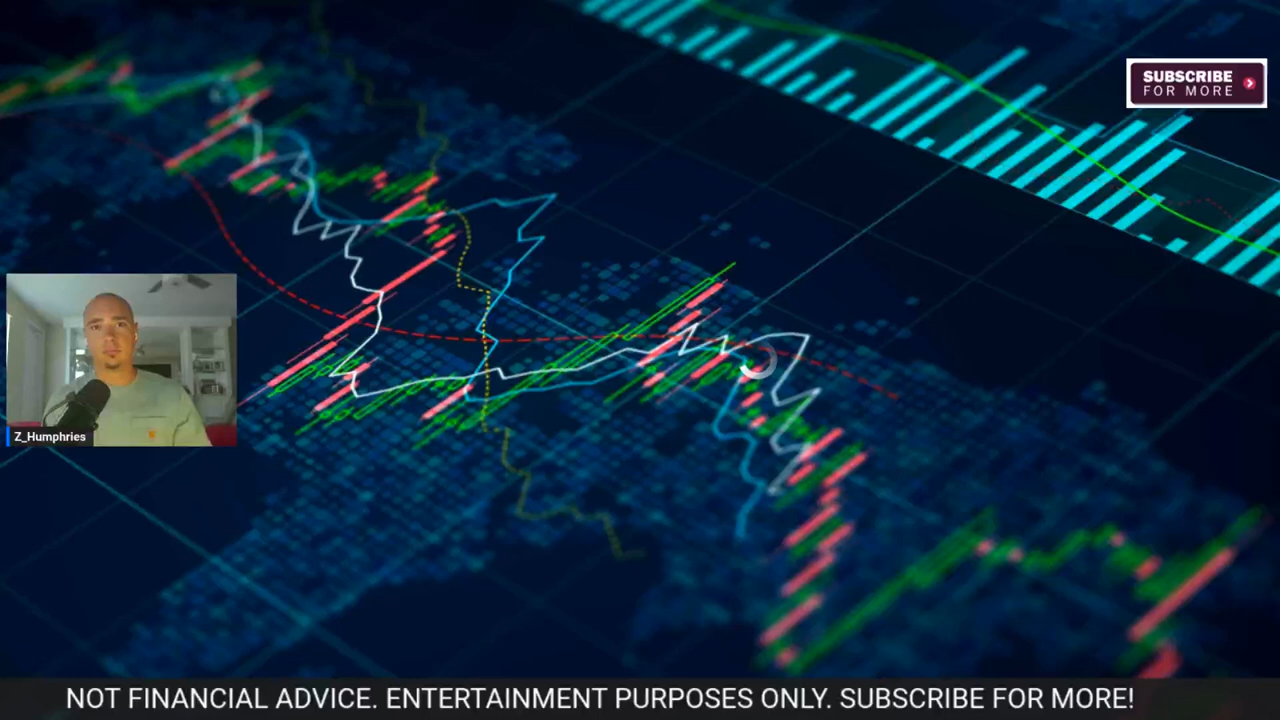 SUBSCRIBE
FOR MORE
Z_Humphries
NOT FINANCIAL ADVICE. ENTERTAINMENT PURPOSES ONLY. SUBSCRIBE FOR MORE!